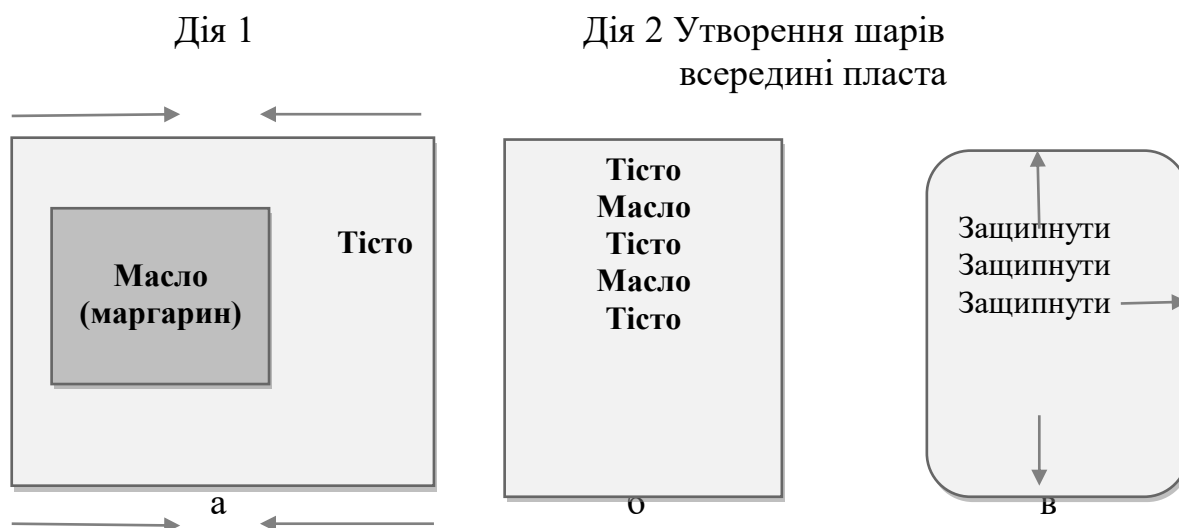 Дія 1
Дія 2 Утворення шарів
всередині пласта
Масло
(маргарин)
Тісто
Тісто
Масло
Тісто
Масло
Тісто
Защипнути
Защипнути
Защипнути
а
б
в